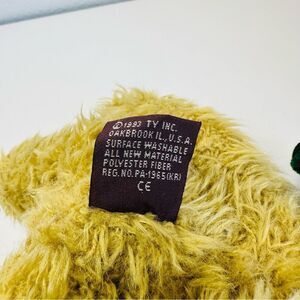 © 1993 TY INC.
OAKBROOK IL., U.S.A.
SURFACE WASHABLE
ALL NEW MATERIAL
POLYESTER FIBER
REG. NO. PA-1965(KR)
CE